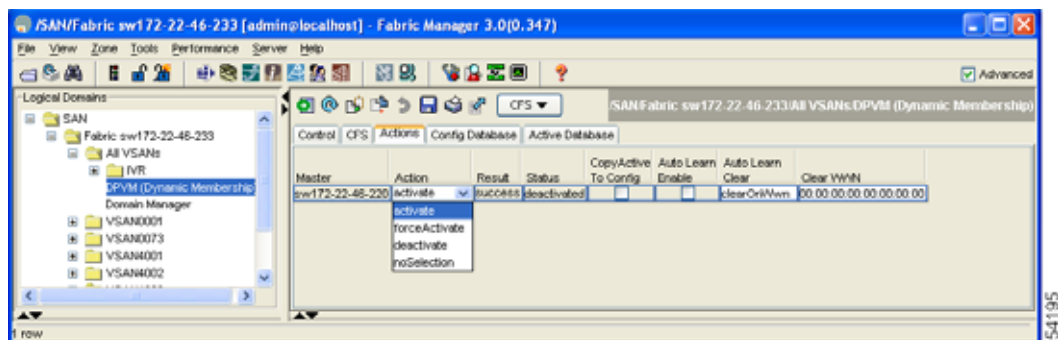 /SAN/Fabric sw172-22-46-233 [admin@localhost] - Fabric Manager 3.0(0.347)
File View Zone Tools Performance Server Help
CFS
Advanced
Logical Domains
/SAN/Fabric sw172-22-46-233/All VSANs/DPVM (Dynamic Membership)
SAN
Fabric sw172-22-46-233
All VSANs
IVR
DPVM (Dynamic Membership
Domain Manager
VSAN0001
VSAN0073
VSAN4001
VSAN4002
Control CFS Actions Config Database Active Database
Master Action Result Status CopyActive To Config Auto Learn Enable Auto Learn Clear Clear WWN
sw172-22-46-220 activate success deactivated clearOnWwn 00:00:00:00:00:00:00:00
activate
forceActivate
deactivate
noSelection
1 row
154195